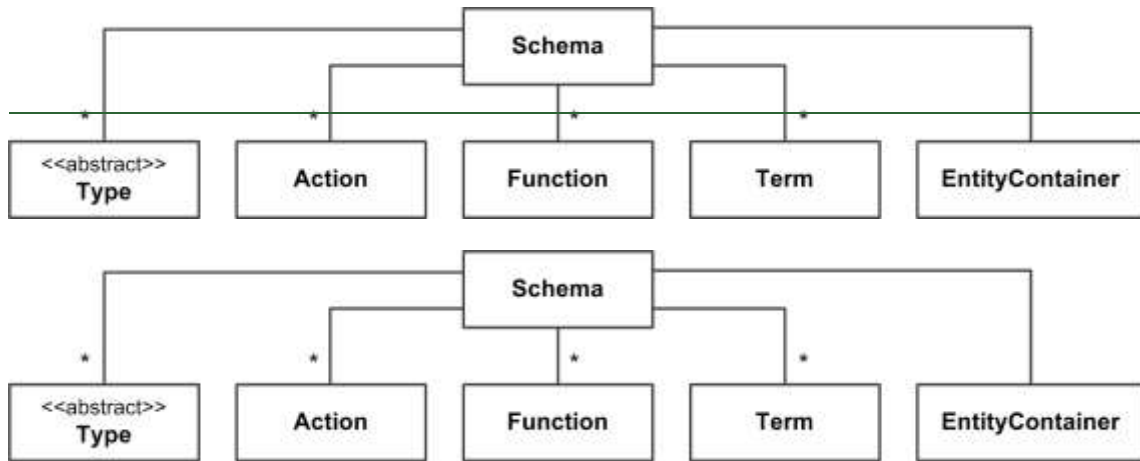 Schema
* * * *
<<abstract>>
Type Action Function Term EntityContainer
Schema
* * * *
<<abstract>>
Type Action Function Term EntityContainer